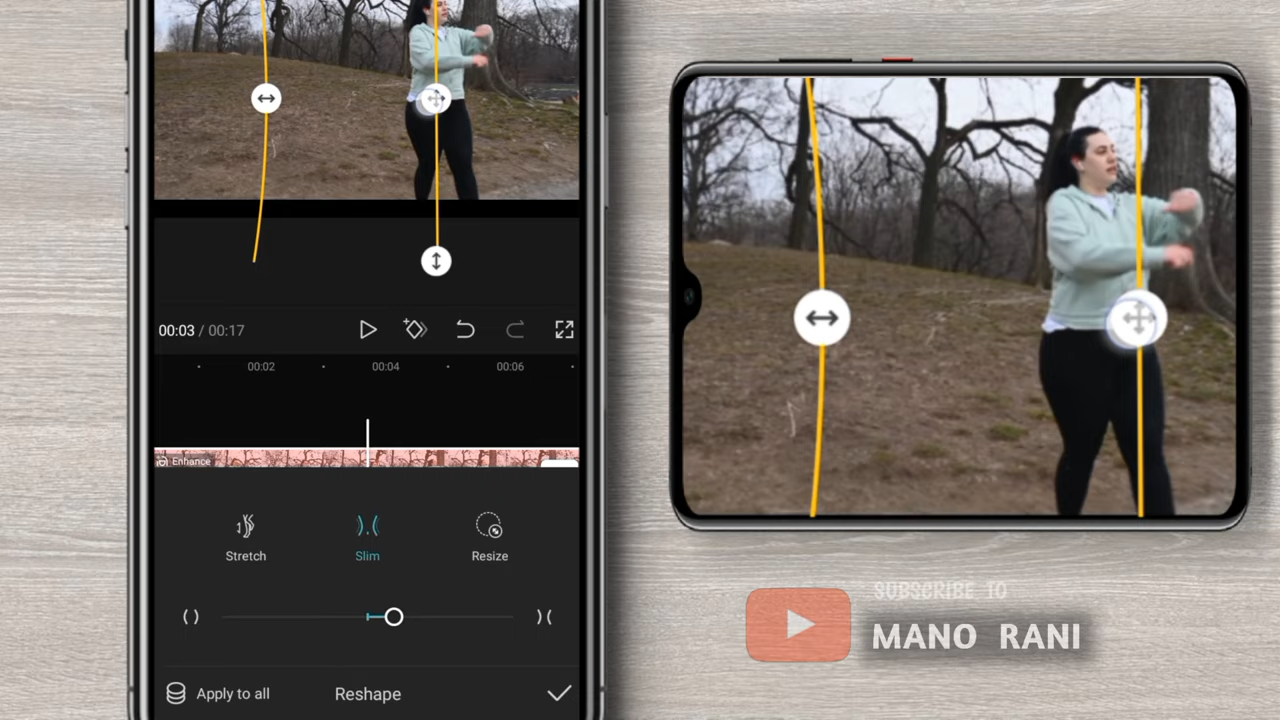 00:03 / 00:17
00:02
00:04
00:06
Enhance
Stretch
Slim
Resize
Apply to all
Reshape
SUBSCRIBE TO
MANO RANI